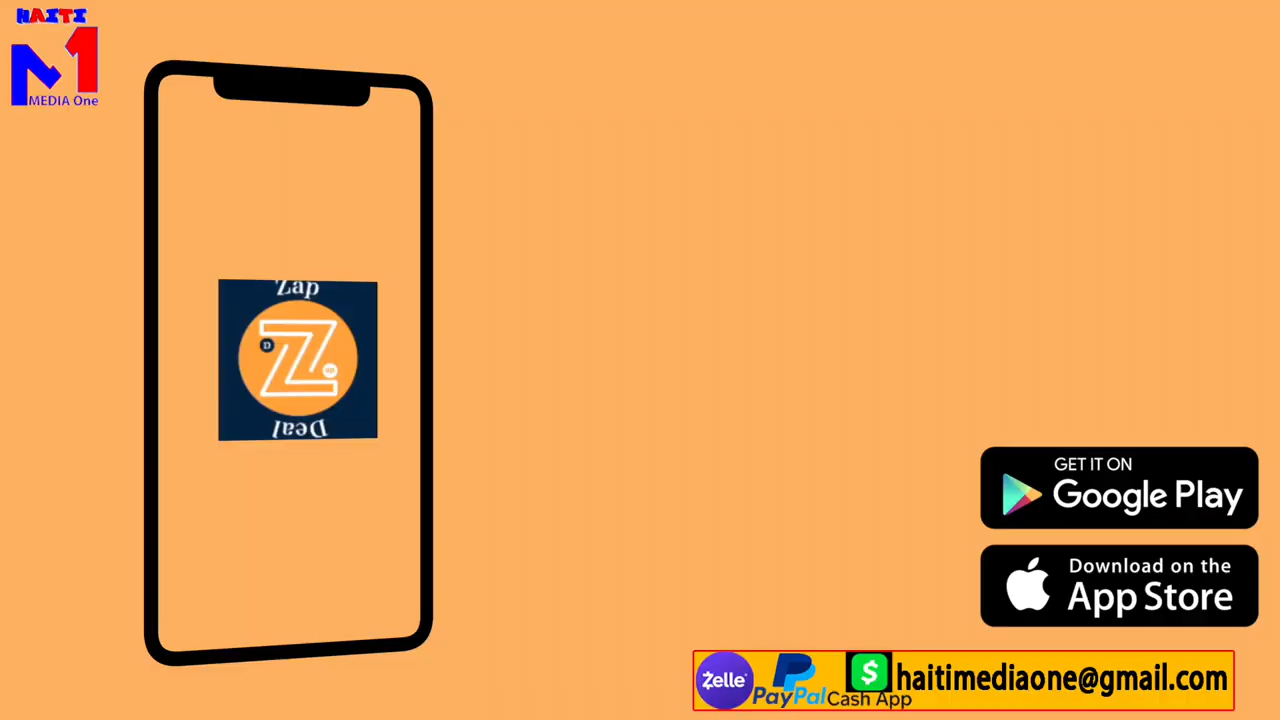 HAITI
M1
MEDIA One
Zap
Z
D
Deal
GET IT ON
Google Play
Download on the
App Store
Zelle
PayPal
$
Cash App
haitimediaone@gmail.com